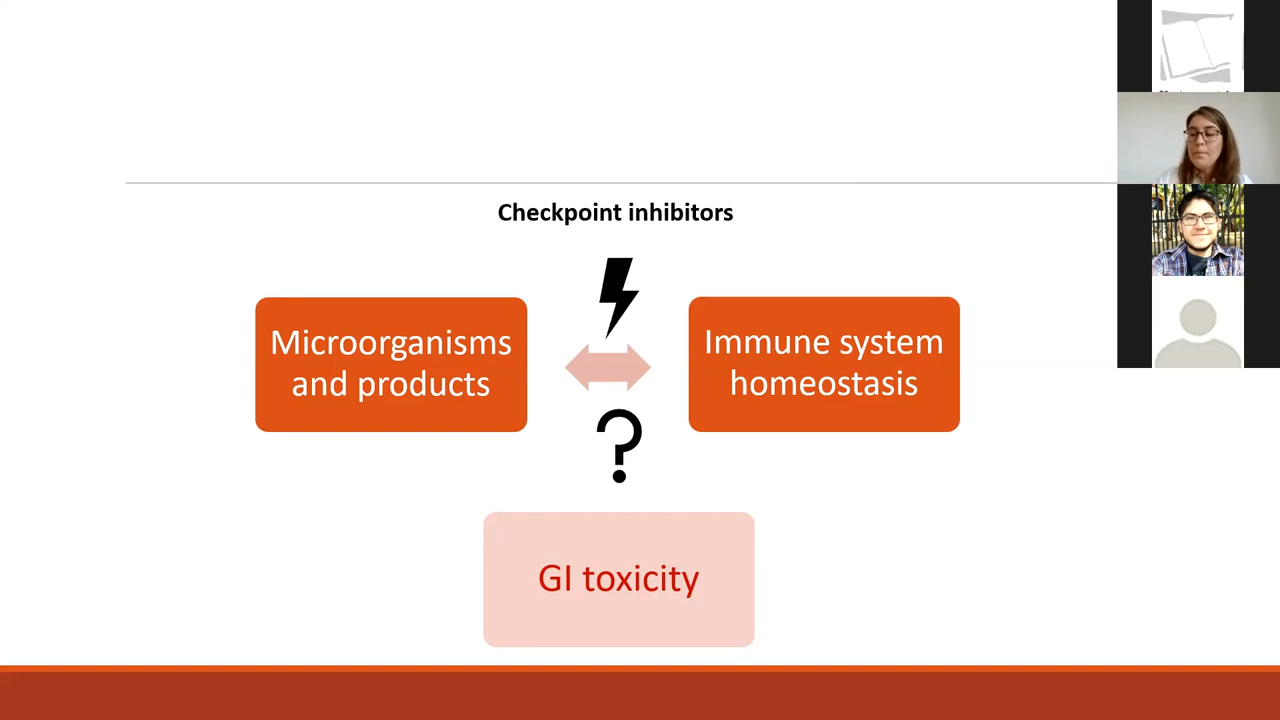 Checkpoint inhibitors
Microorganisms
and products
Immune system
homeostasis
?
GI toxicity